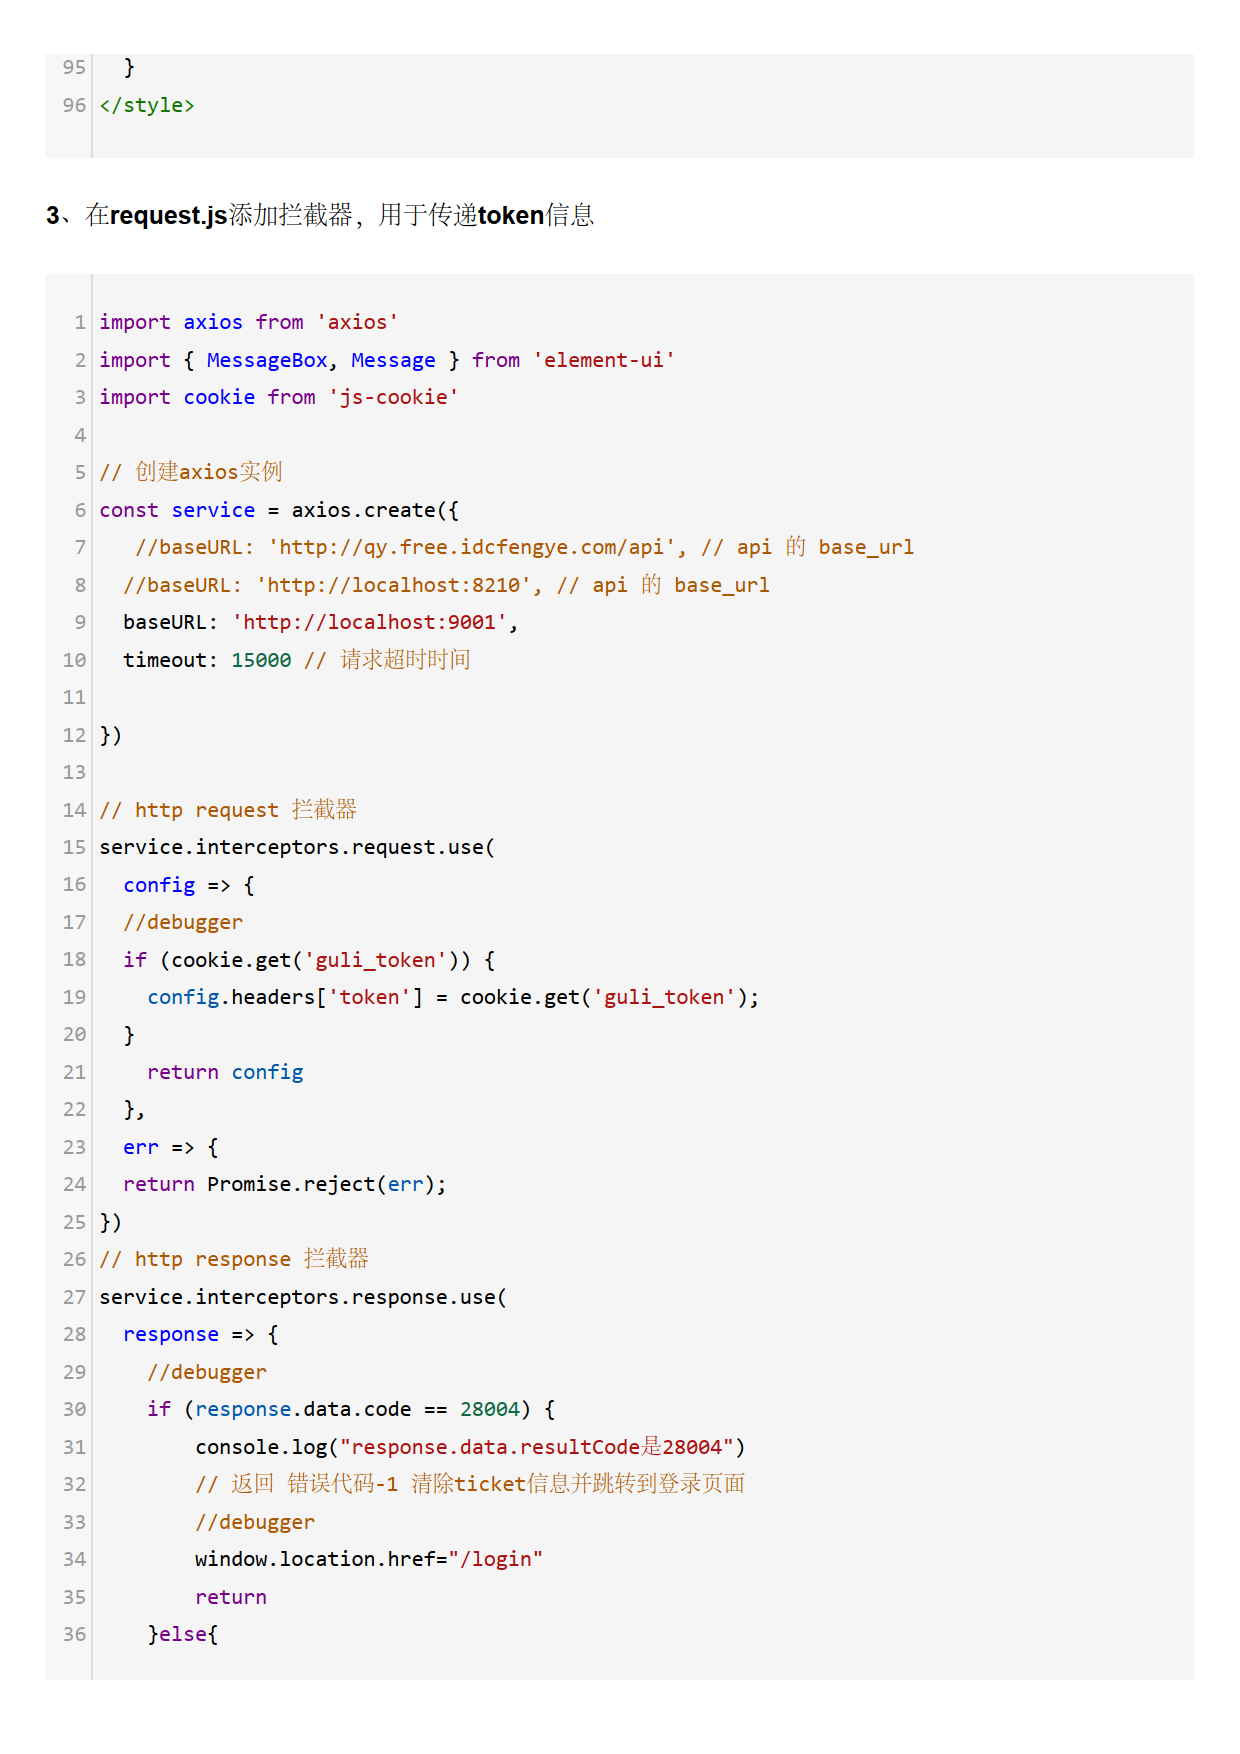 95   }
96 </style>
3、在request.js添加拦截器，用于传递token信息
1 import axios from 'axios'
2 import { MessageBox, Message } from 'element-ui'
3 import cookie from 'js-cookie'
4
5 // 创建axios实例
6 const service = axios.create({
7    //baseURL: 'http://qy.free.idcfengye.com/api', // api 的 base_url
8   //baseURL: 'http://localhost:8210', // api 的 base_url
9   baseURL: 'http://localhost:9001',
10   timeout: 15000 // 请求超时时间
11
12 })
13
14 // http request 拦截器
15 service.interceptors.request.use(
16   config => {
17   //debugger
18   if (cookie.get('guli_token')) {
19     config.headers['token'] = cookie.get('guli_token');
20   }
21     return config
22   },
23   err => {
24   return Promise.reject(err);
25 })
26 // http response 拦截器
27 service.interceptors.response.use(
28   response => {
29     //debugger
30     if (response.data.code == 28004) {
31         console.log("response.data.resultCode是28004")
32         // 返回 错误代码-1 清除ticket信息并跳转到登录页面
33         //debugger
34         window.location.href="/login"
35         return
36     }else{